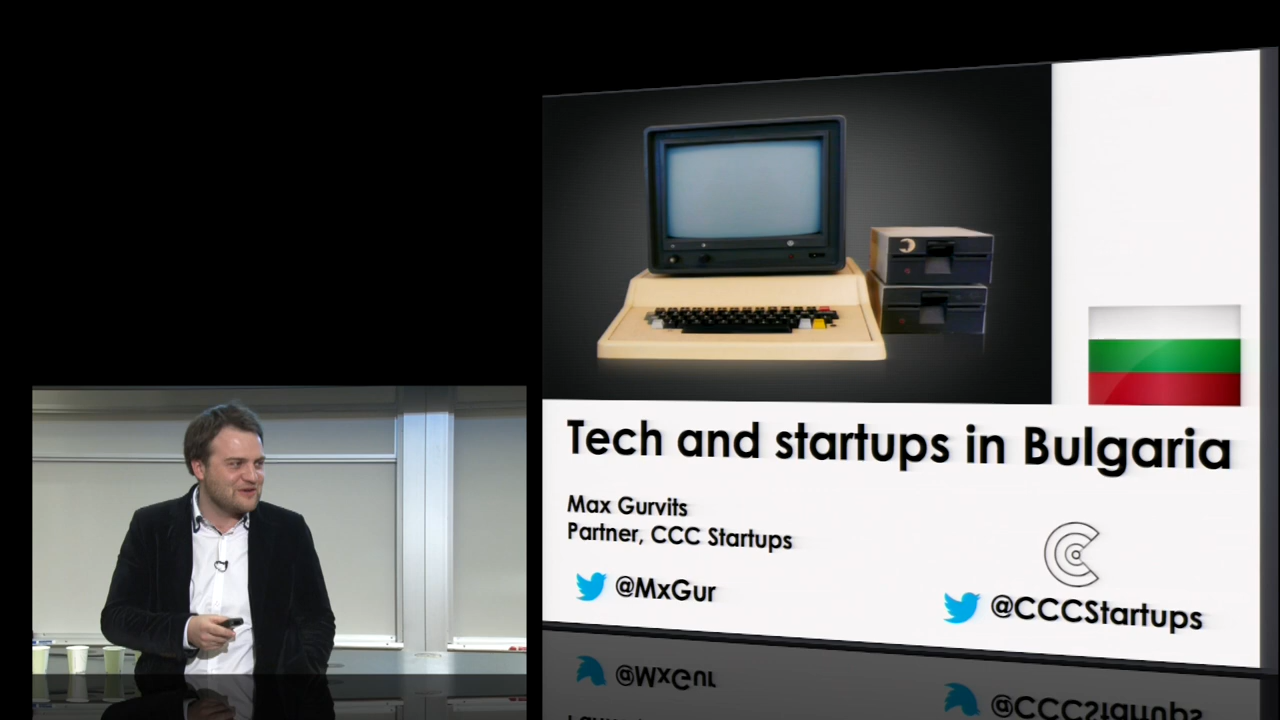 Tech and startups in Bulgaria
Max Gurvits
Partner, CCC Startups
@MxGur
@CCCStartups